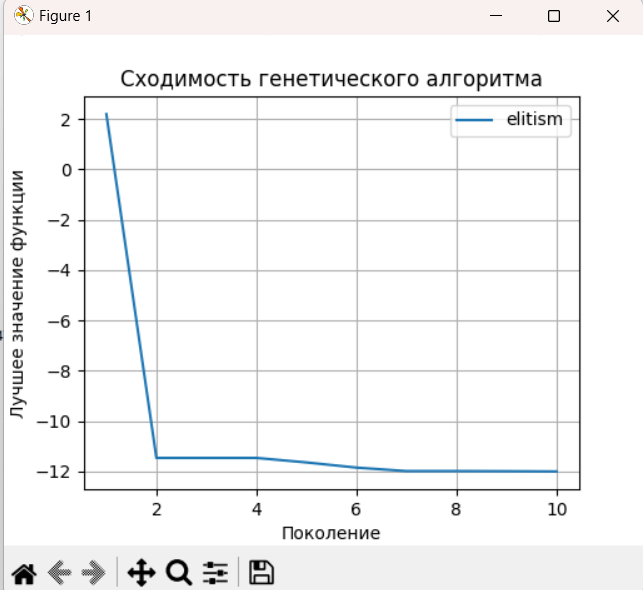 Figure 1
Сходимость генетического алгоритма
elitism
2
0
−2
−4
−6
−8
−10
−12
Лучшее значение функции
2 4 6 8 10
Поколение